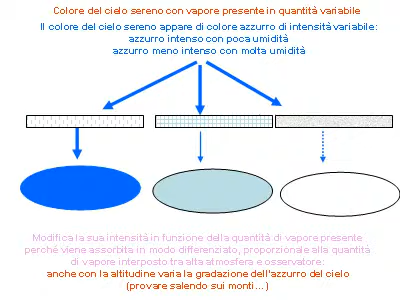 Colore del cielo sereno con vapore presente in quantità variabile
Il colore del cielo sereno appare di colore azzurro di intensità variabile:
azzurro intenso con poca umidità
azzurro meno intenso con molta umidità
Modifica la sua intensità in funzione della quantità di vapore presente
perché viene assorbita in modo differenziato, proporzionale alla quantità
di vapore interposto tra alta atmosfera e osservatore:
anche con la altitudine varia la gradazione dell'azzurro del cielo
(provare salendo sui monti...)